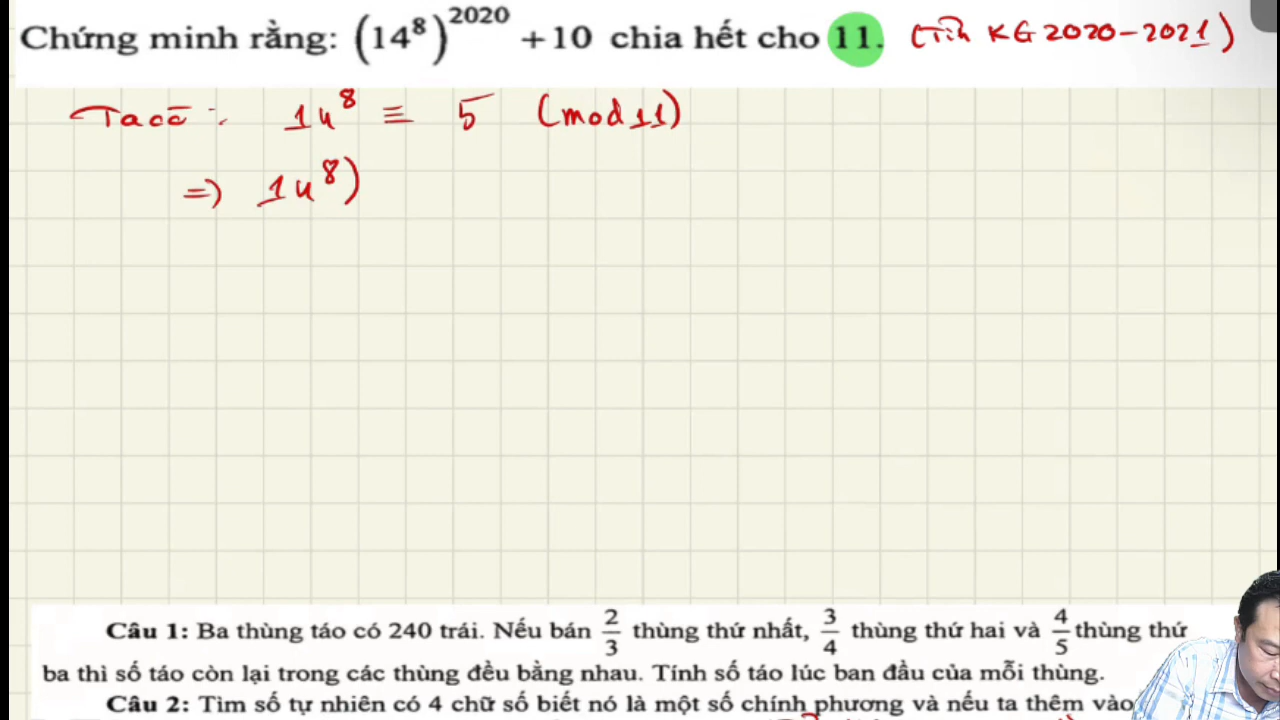 Chứng minh rằng: (14⁸)²⁰²⁰ + 10 chia hết cho 11. (Tỉnh KG 2020-2021)
Ta có: 14⁸ ≡ 5 (mod 11)
=> 14⁸)
Câu 1: Ba thùng táo có 240 trái. Nếu bán 2/3 thùng thứ nhất, 3/4 thùng thứ hai và 4/5 thùng thứ
ba thì số táo còn lại trong các thùng đều bằng nhau. Tính số táo lúc ban đầu của mỗi thùng.
Câu 2: Tìm số tự nhiên có 4 chữ số biết nó là một số chính phương và nếu ta thêm vào